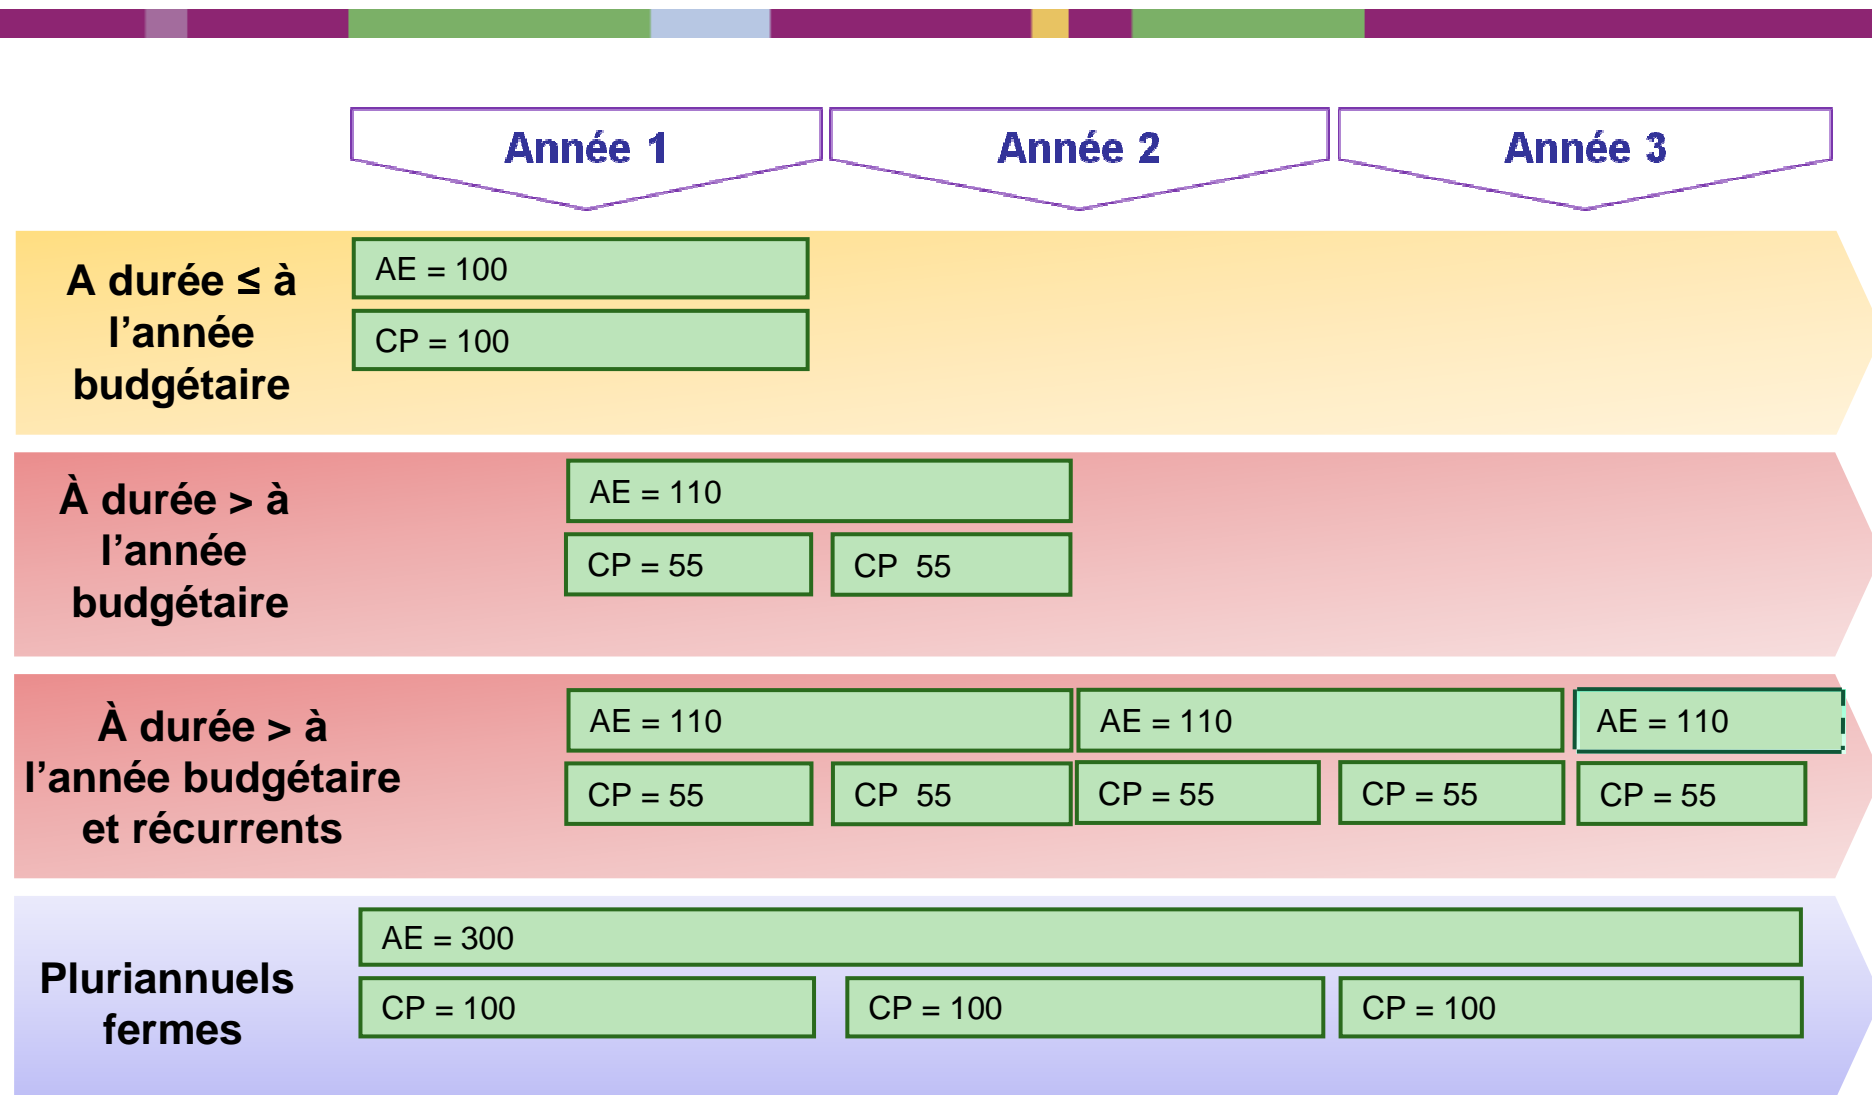 Année 1
Année 2
Année 3
A durée ≤ à
l’année
budgétaire
AE = 100
CP = 100
À durée > à
l’année
budgétaire
AE = 110
CP = 55
CP  55
À durée > à
l’année budgétaire
et récurrents
AE = 110
AE = 110
AE = 110
CP = 55
CP  55
CP = 55
CP = 55
CP = 55
Pluriannuels
fermes
AE = 300
CP = 100
CP = 100
CP = 100